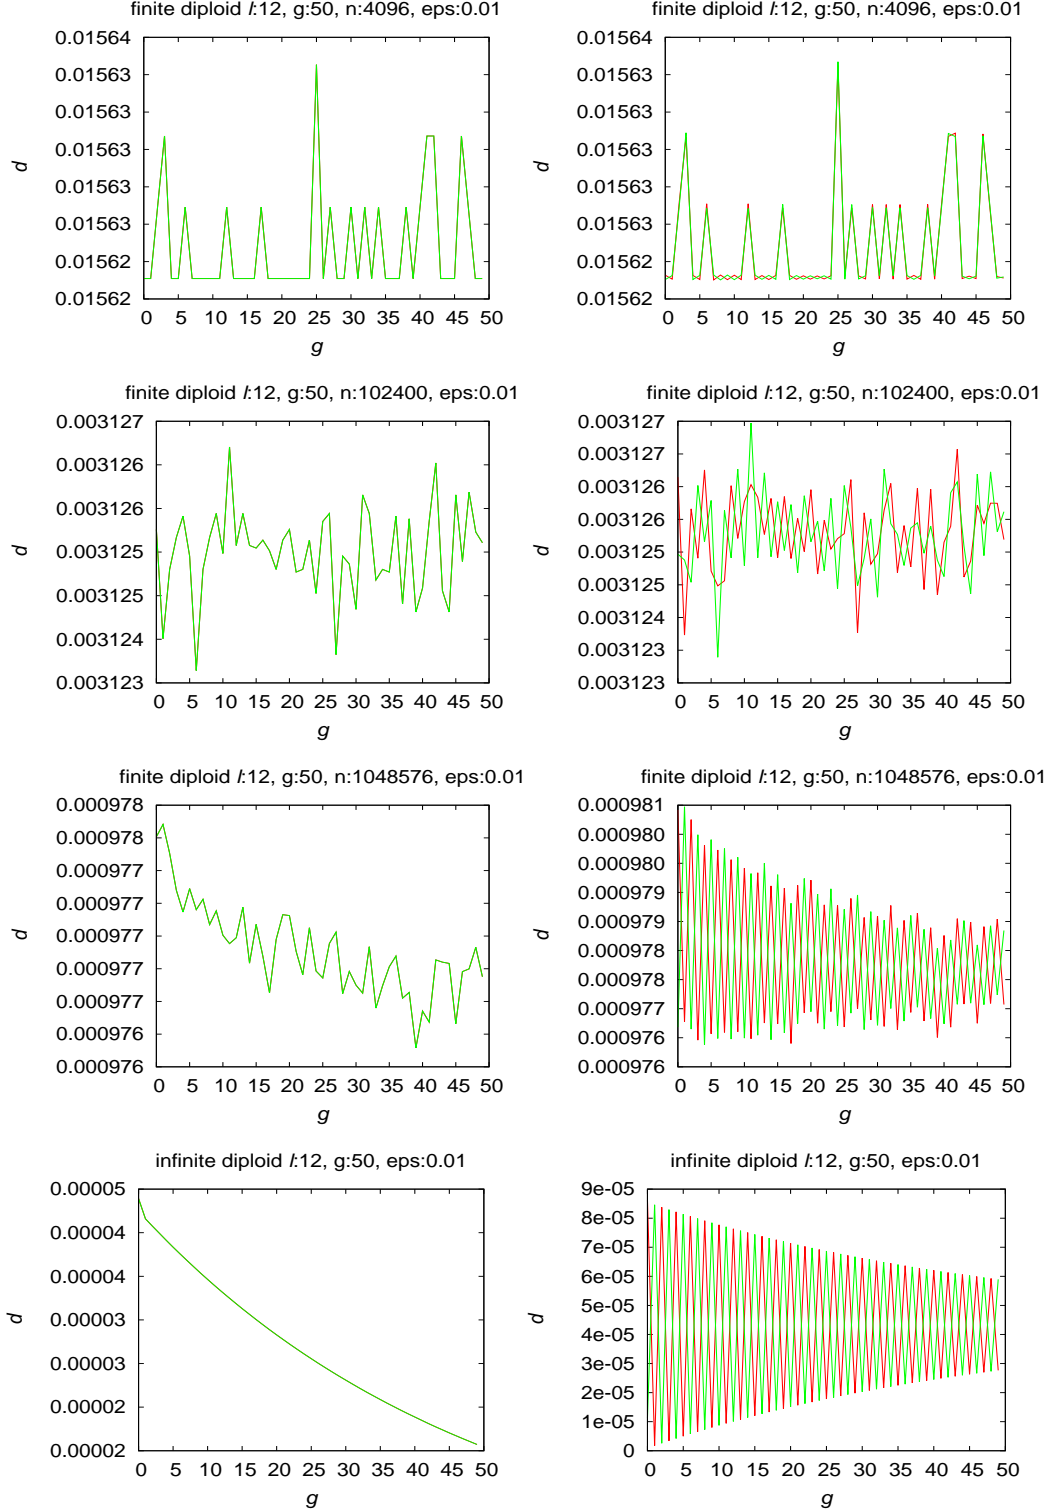 finite diploid l:12, g:50, n:4096, eps:0.01
0.01564
0.01563
0.01563
0.01563
0.01563
0.01563
0.01562
0.01562
d
0 5 10 15 20 25 30 35 40 45 50
g
finite diploid l:12, g:50, n:4096, eps:0.01
0.01564
0.01563
0.01563
0.01563
0.01563
0.01563
0.01562
0.01562
d
0 5 10 15 20 25 30 35 40 45 50
g
finite diploid l:12, g:50, n:102400, eps:0.01
0.003127
0.003126
0.003126
0.003125
0.003125
0.003124
0.003123
d
0 5 10 15 20 25 30 35 40 45 50
g
finite diploid l:12, g:50, n:102400, eps:0.01
0.003127
0.003127
0.003126
0.003126
0.003125
0.003125
0.003124
0.003123
0.003123
d
0 5 10 15 20 25 30 35 40 45 50
g
finite diploid l:12, g:50, n:1048576, eps:0.01
0.000978
0.000978
0.000977
0.000977
0.000977
0.000977
0.000977
0.000976
0.000976
d
0 5 10 15 20 25 30 35 40 45 50
g
finite diploid l:12, g:50, n:1048576, eps:0.01
0.000981
0.000980
0.000980
0.000979
0.000979
0.000978
0.000978
0.000977
0.000976
0.000976
d
0 5 10 15 20 25 30 35 40 45 50
g
infinite diploid l:12, g:50, eps:0.01
0.00005
0.00004
0.00004
0.00003
0.00003
0.00002
0.00002
d
0 5 10 15 20 25 30 35 40 45 50
g
infinite diploid l:12, g:50, eps:0.01
9e-05
8e-05
7e-05
6e-05
5e-05
4e-05
3e-05
2e-05
1e-05
0
d
0 5 10 15 20 25 30 35 40 45 50
g